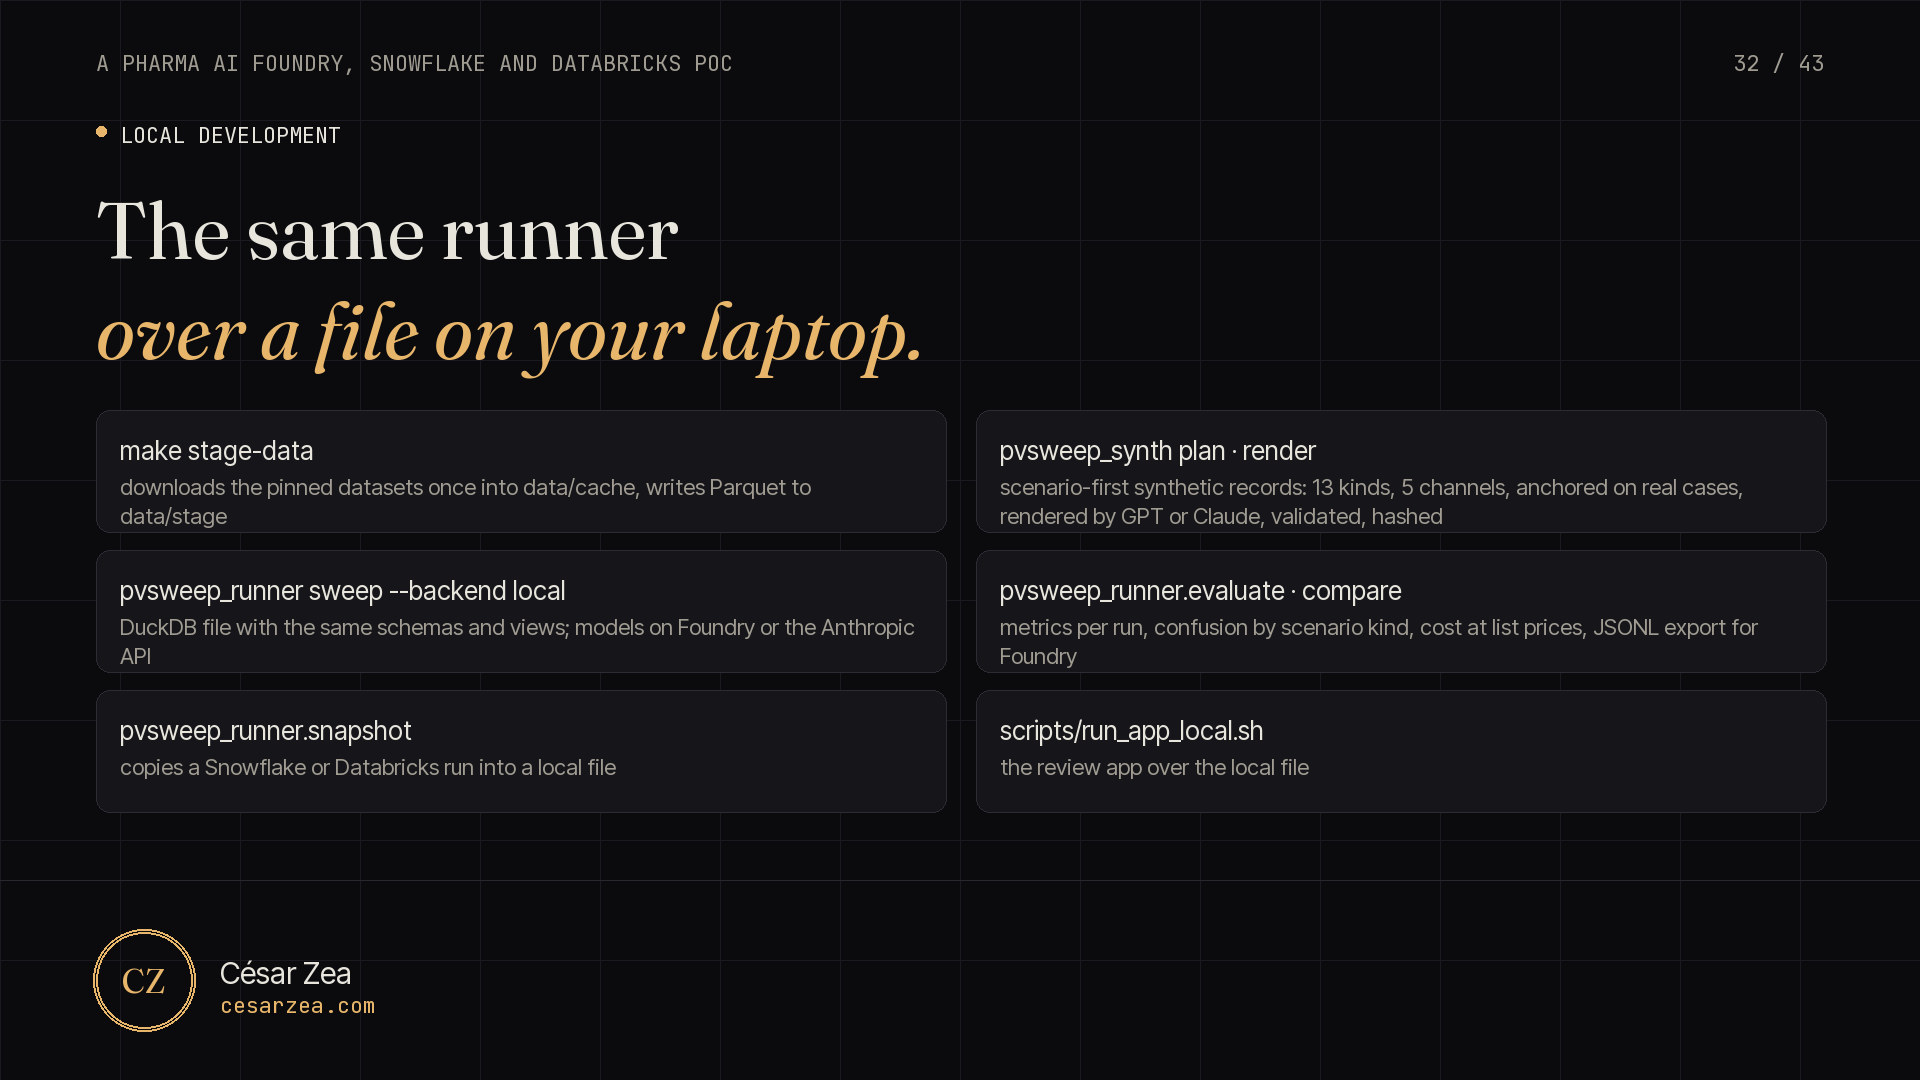 A PHARMA AI FOUNDRY, SNOWFLAKE AND DATABRICKS POC
32 / 43
LOCAL DEVELOPMENT
The same runner
over a file on your laptop.
make stage-data
downloads the pinned datasets once into data/cache, writes Parquet to
data/stage
pvsweep_synth plan · render
scenario-first synthetic records: 13 kinds, 5 channels, anchored on real cases,
rendered by GPT or Claude, validated, hashed
pvsweep_runner sweep --backend local
DuckDB file with the same schemas and views; models on Foundry or the Anthropic
API
pvsweep_runner.evaluate · compare
metrics per run, confusion by scenario kind, cost at list prices, JSONL export for
Foundry
pvsweep_runner.snapshot
copies a Snowflake or Databricks run into a local file
scripts/run_app_local.sh
the review app over the local file
CZ
César Zea
cesarzea.com